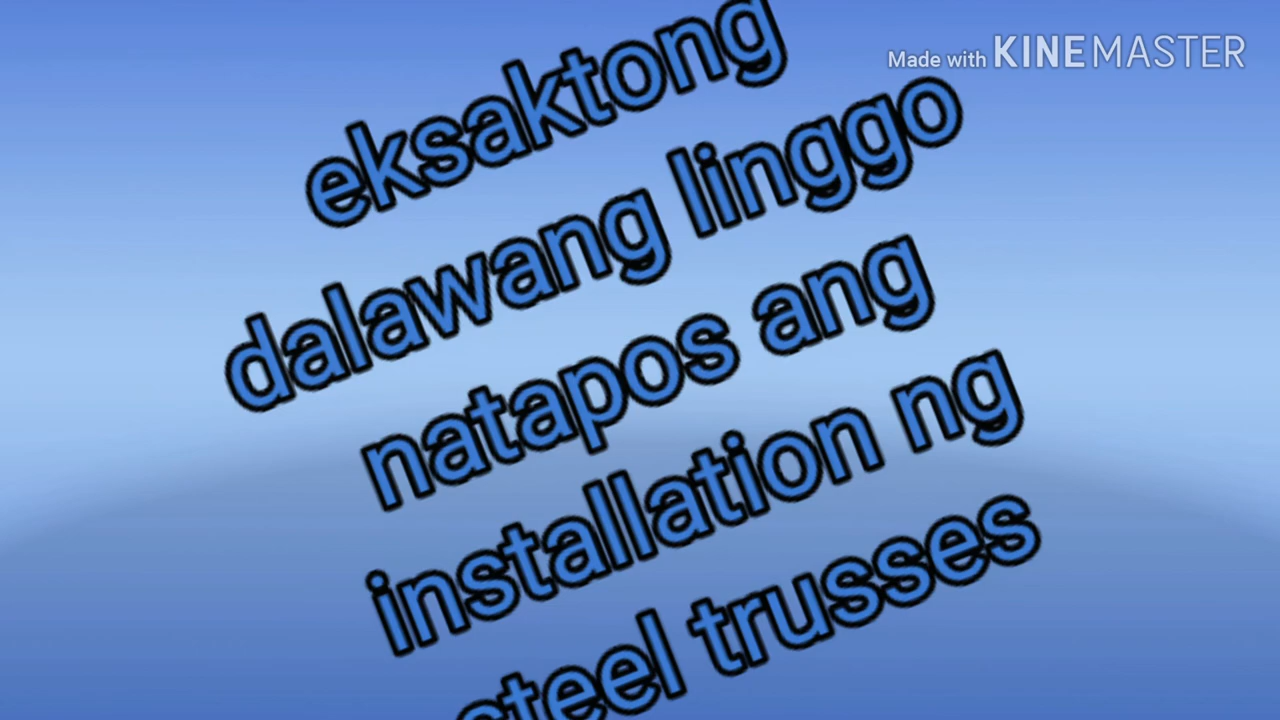 Made with KINEMASTER
eksaktong
dalawang linggo
natapos ang
installation ng
steel trusses